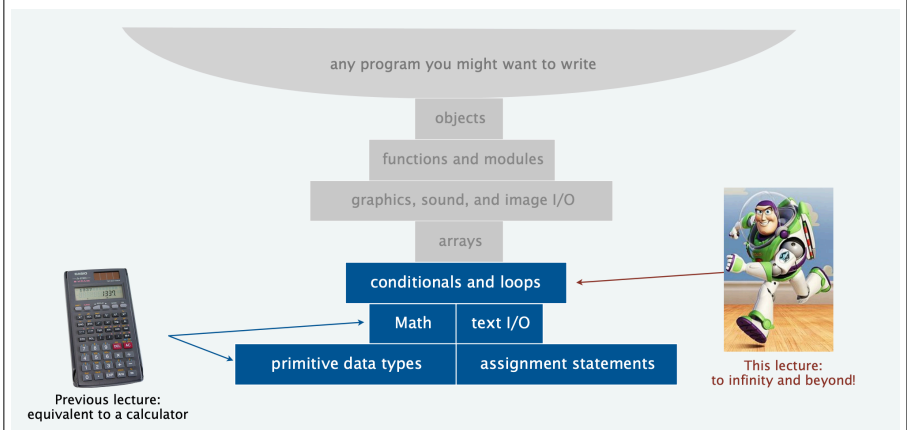 any program you might want to write
objects
functions and modules
graphics, sound, and image I/O
arrays
conditionals and loops
Math
text I/O
primitive data types
assignment statements
1337
Previous lecture:
equivalent to a calculator
This lecture:
to infinity and beyond!